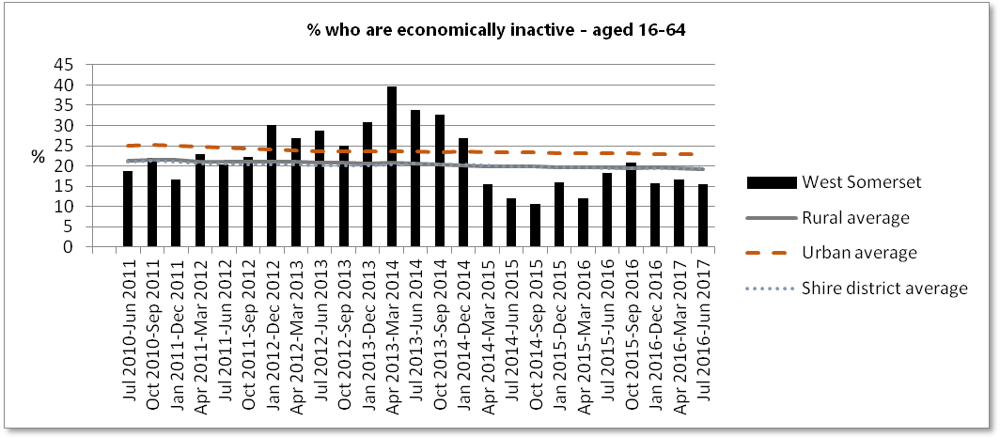 % who are economically inactive - aged 16-64
45
40
35
30
25
20
15
10
5
0
%
Jul 2010-Jun 2011
Oct 2010-Sep 2011
Jan 2011-Dec 2011
Apr 2011-Mar 2012
Jul 2011-Jun 2012
Oct 2011-Sep 2012
Jan 2012-Dec 2012
Apr 2012-Mar 2013
Jul 2012-Jun 2013
Oct 2012-Sep 2013
Jan 2013-Dec 2013
Apr 2013-Mar 2014
Jul 2013-Jun 2014
Oct 2013-Sep 2014
Jan 2014-Dec 2014
Apr 2014-Mar 2015
Jul 2014-Jun 2015
Oct 2014-Sep 2015
Jan 2015-Dec 2015
Apr 2015-Mar 2016
Jul 2015-Jun 2016
Oct 2015-Sep 2016
Jan 2016-Dec 2016
Apr 2016-Mar 2017
Jul 2016-Jun 2017
West Somerset
Rural average
Urban average
Shire district average